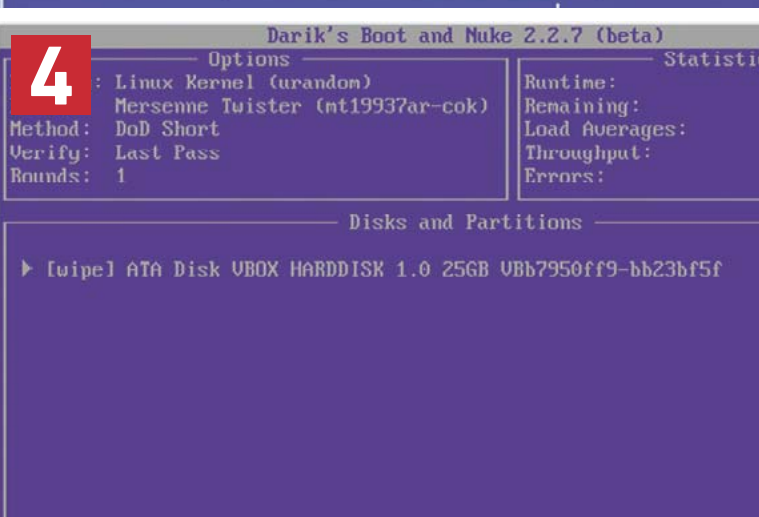 Darik's Boot and Nuke 2.2.7 (beta)
4
Options
: Linux Kernel (urandom)
Mersenne Twister (mt19937ar-cok)
Method: DoD Short
Verify: Last Pass
Rounds: 1
Statisti
Runtime:
Remaining:
Load Averages:
Throughput:
Errors:
Disks and Partitions
[wipe] ATA Disk VBOX HARDDISK 1.0 25GB VBb7950ff9-bb23bf5f